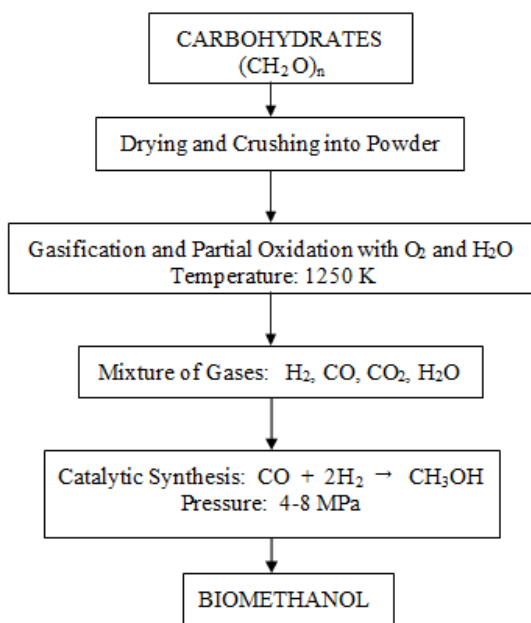 CARBOHYDRATES
(CH₂O)ₙ
Drying and Crushing into Powder
Gasification and Partial Oxidation with O₂ and H₂O
Temperature: 1250 K
Mixture of Gases: H₂, CO, CO₂, H₂O
Catalytic Synthesis: CO + 2H₂ → CH₃OH
Pressure: 4-8 MPa
BIOMETHANOL